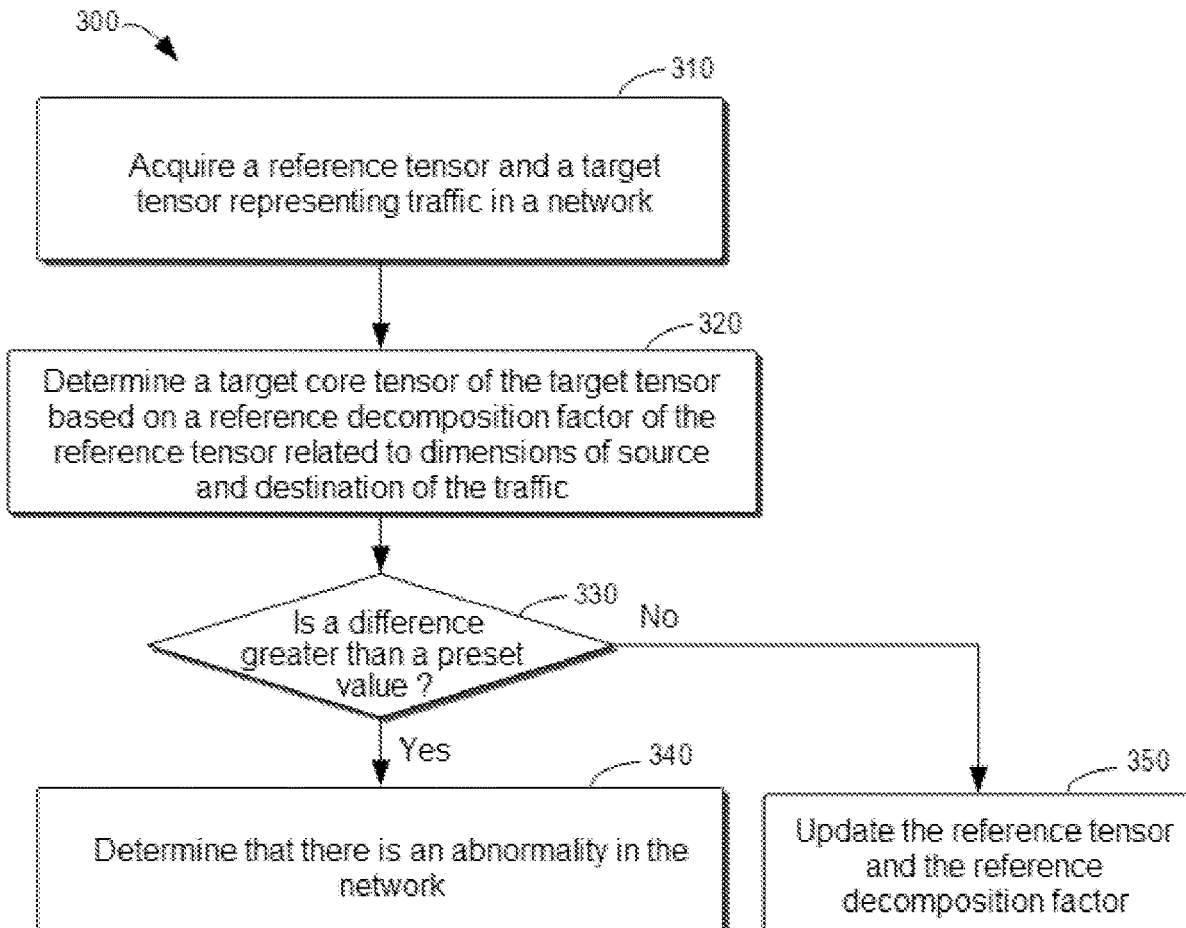 300
310
Acquire a reference tensor and a target
tensor representing traffic in a network
320
Determine a target core tensor of the target tensor
based on a reference decomposition factor of the
reference tensor related to dimensions of source
and destination of the traffic
330
Is a difference
greater than a preset
value ?
No
Yes
340
Determine that there is an abnormality in the
network
350
Update the reference tensor
and the reference
decomposition factor